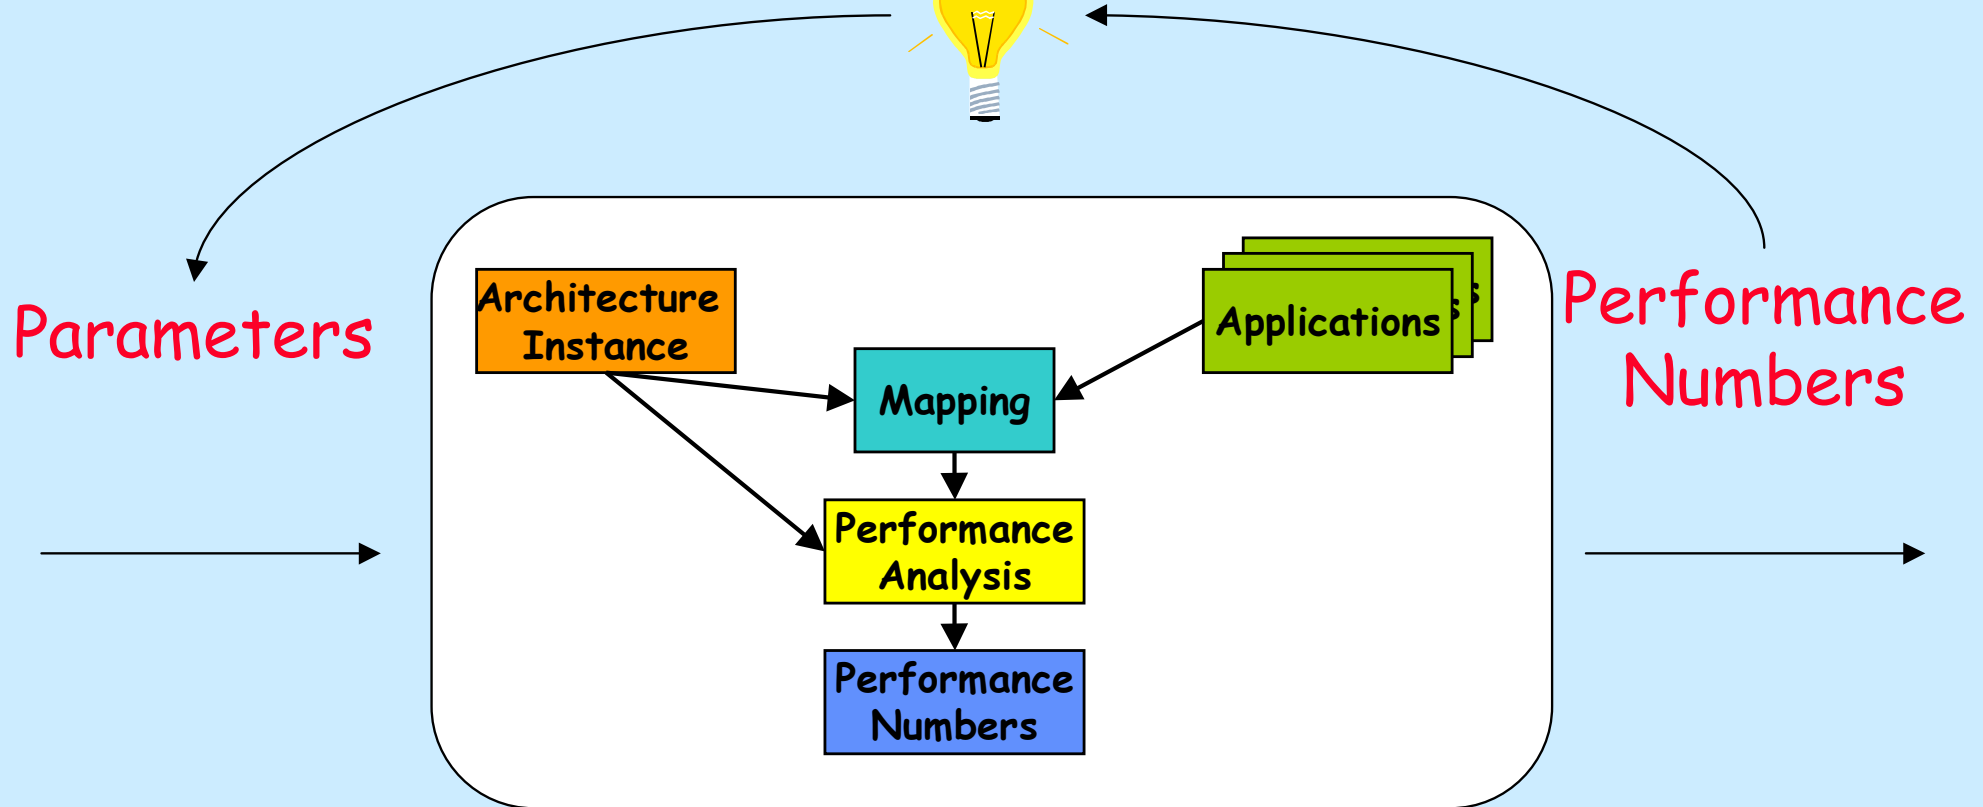 Parameters
Architecture
Instance
Applications
s
s
Mapping
Performance
Analysis
Performance
Numbers
Performance
Numbers